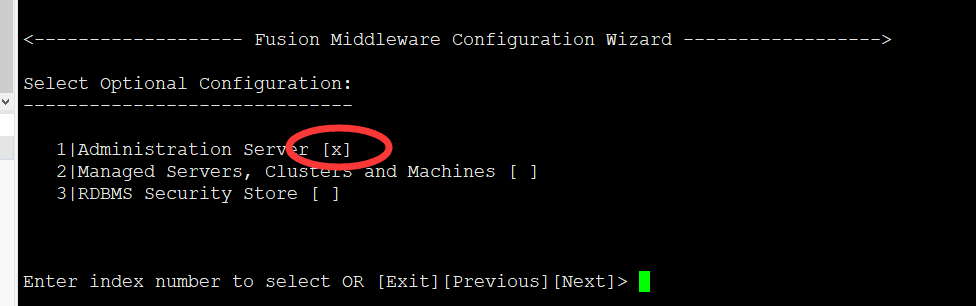 <------------------- Fusion Middleware Configuration Wizard ------------------>
Select Optional Configuration:
------------------------------
1|Administration Server [x]
2|Managed Servers, Clusters and Machines [ ]
3|RDBMS Security Store [ ]
Enter index number to select OR [Exit][Previous][Next]>